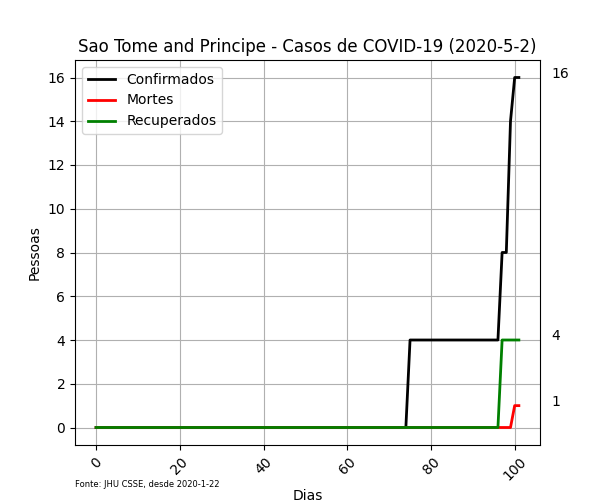 Sao Tome and Principe - Casos de COVID-19 (2020-5-2)
Confirmados
Mortes
Recuperados
16
14
12
10
8
6
4
2
0
Pessoas
16
4
1
0
20
40
60
80
100
Fonte: JHU CSSE, desde 2020-1-22
Dias